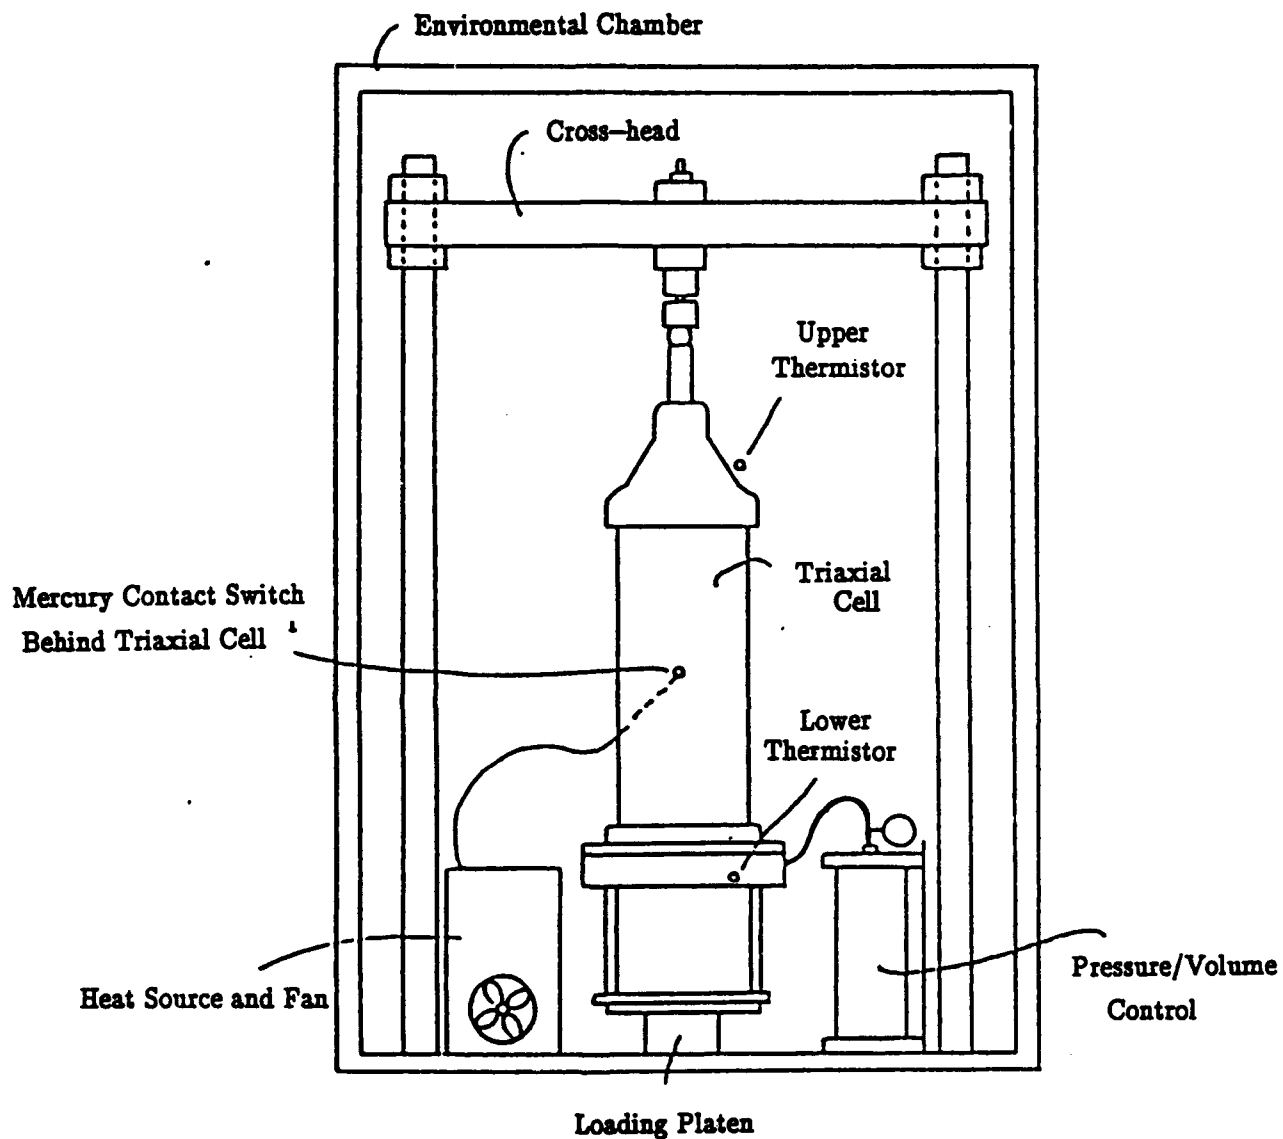 Environmental Chamber
Cross-head
Upper
Thermistor
Triaxial
Cell
Mercury Contact Switch
Behind Triaxial Cell
Lower
Thermistor
Heat Source and Fan
Pressure/Volume
Control
Loading Platen